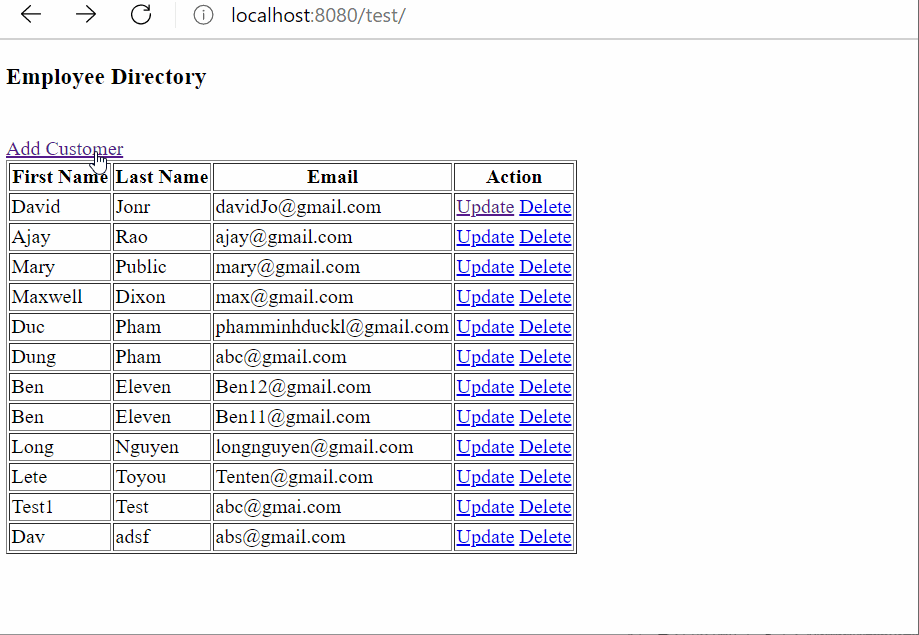 localhost:8080/test/
Employee Directory
Add Customer
First Name Last Name Email Action
David Jonr davidJo@gmail.com Update Delete
Ajay Rao ajay@gmail.com Update Delete
Mary Public mary@gmail.com Update Delete
Maxwell Dixon max@gmail.com Update Delete
Duc Pham phamminhduckl@gmail.com Update Delete
Dung Pham abc@gmail.com Update Delete
Ben Eleven Ben12@gmail.com Update Delete
Ben Eleven Ben11@gmail.com Update Delete
Long Nguyen longnguyen@gmail.com Update Delete
Lete Toyou Tenten@gmail.com Update Delete
Test1 Test abc@gmai.com Update Delete
Dav adsf abs@gmail.com Update Delete